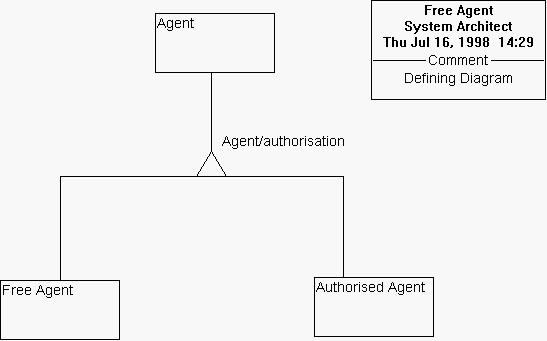 Agent
Free Agent
System Architect
Thu Jul 16, 1998  14:29
Comment
Defining Diagram
Agent/authorisation
Free Agent
Authorised Agent